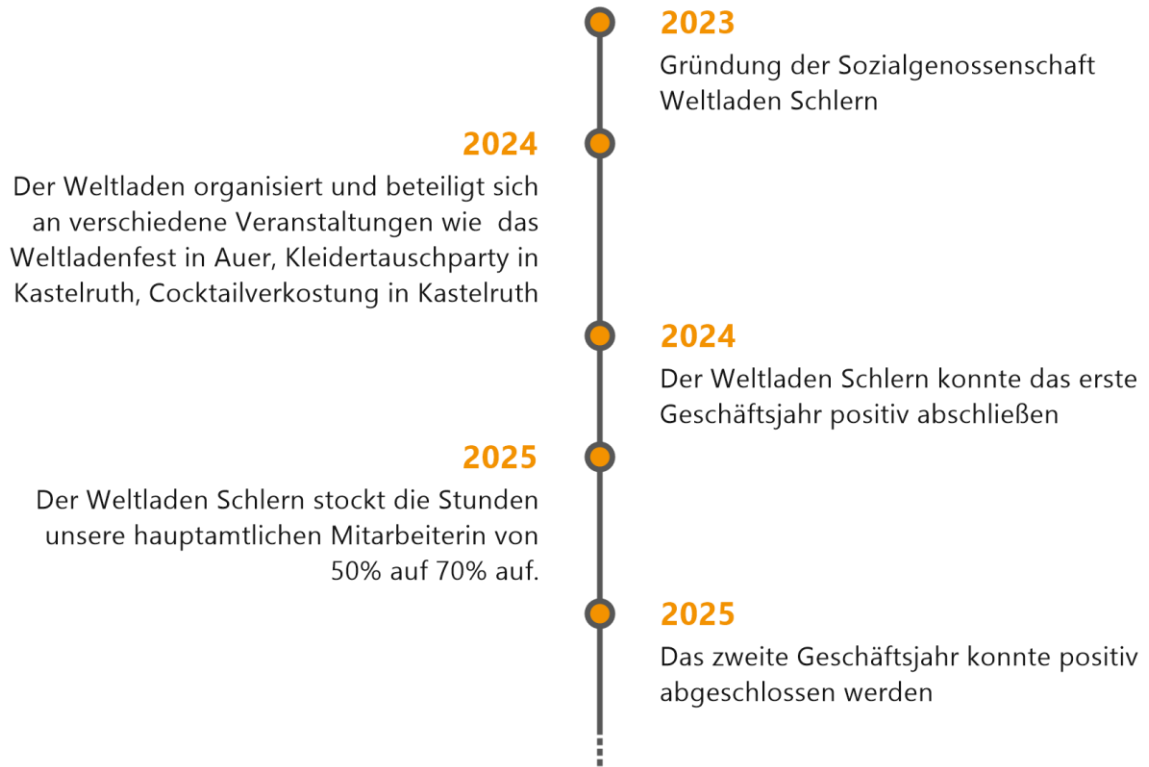 2023
Gründung der Sozialgenossenschaft
Weltladen Schlern
2024
Der Weltladen organisiert und beteiligt sich
an verschiedene Veranstaltungen wie  das
Weltladenfest in Auer, Kleidertauschparty in
Kastelruth, Cocktailverkostung in Kastelruth
2024
Der Weltladen Schlern konnte das erste
Geschäftsjahr positiv abschließen
2025
Der Weltladen Schlern stockt die Stunden
unsere hauptamtlichen Mitarbeiterin von
50% auf 70% auf.
2025
Das zweite Geschäftsjahr konnte positiv
abgeschlossen werden